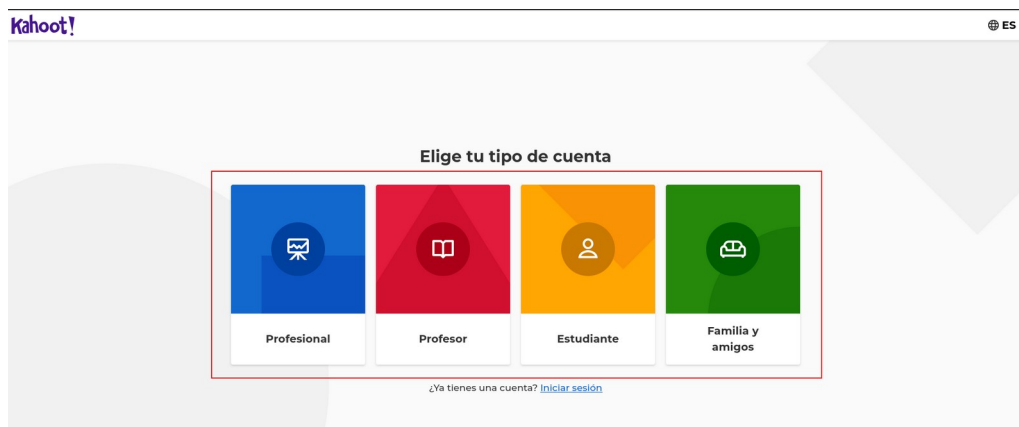 Kahoot!
ES
Elige tu tipo de cuenta
Profesional
Profesor
Estudiante
Familia y
amigos
¿Ya tienes una cuenta? Iniciar sesión